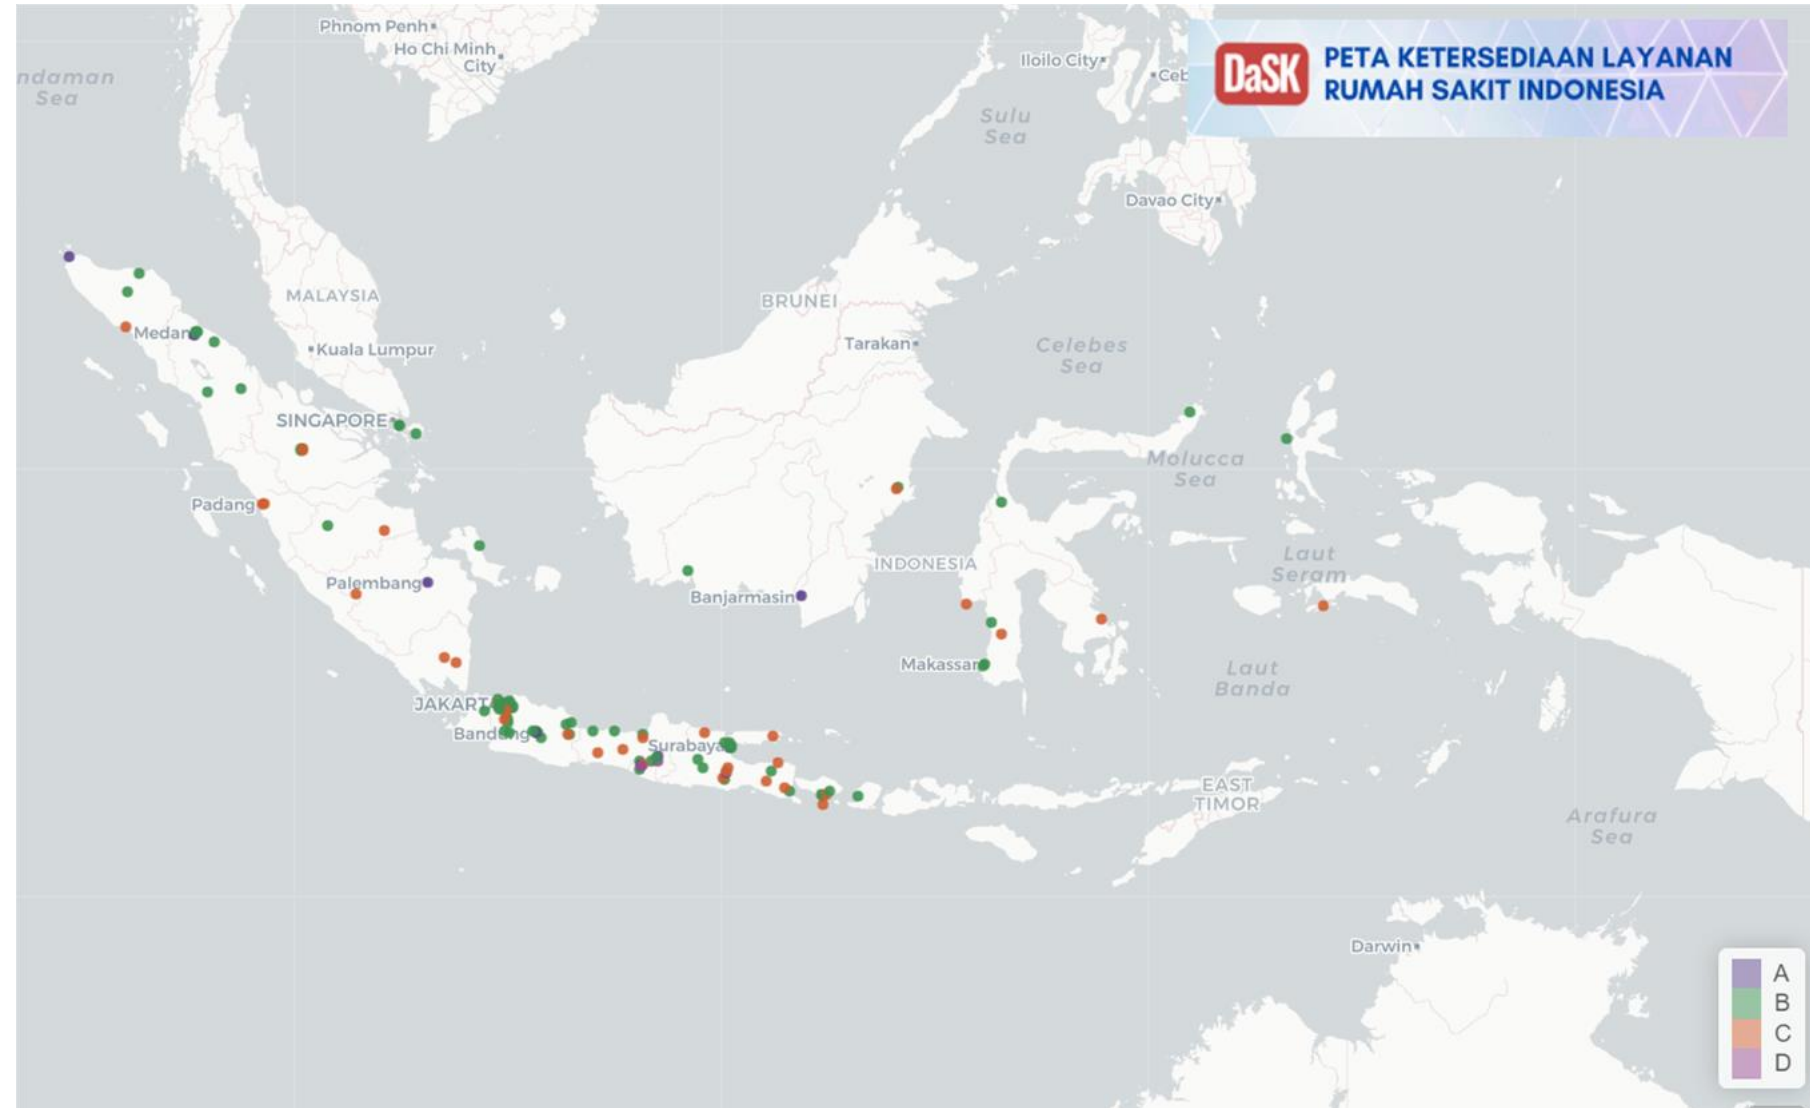 Phnom Penh
Ho Chi Minh
City
ndaman
Sea
Iloilo City
Ceb
DaSK
PETA KETERSEDIAAN LAYANAN
RUMAH SAKIT INDONESIA
Sulu
Sea
Davao City
MALAYSIA
BRUNEI
Medan
Kuala Lumpur
Tarakan
Celebes
Sea
SINGAPORE
Molucca
Sea
Padang
INDONESIA
Laut
Seram
Palembang
Banjarmasin
Makassar
Laut
Banda
JAKART
Bandung
Surabaya
EAST
TIMOR
Arafura
Sea
Darwin
A
B
C
D